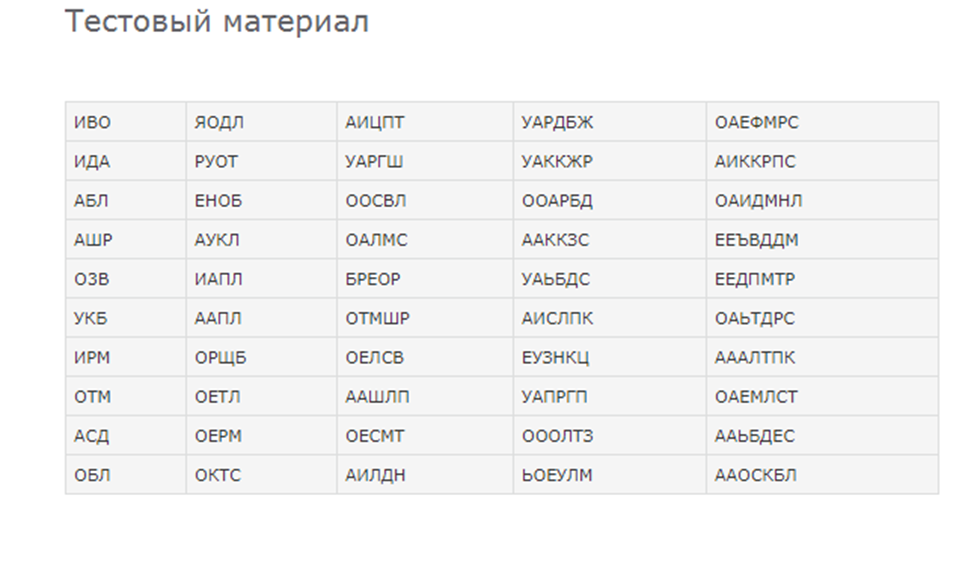 Тестовый материал
ИВО ЯОДЛ АИЦПТ УАРДБЖ ОАЕФМРС
ИДА РУОТ УАРГШ УАККЖР АИККРПС
АБЛ ЕНОБ ООСВЛ ООАРБД ОАИДМНЛ
АШР АУКЛ ОАЛМС ААККЗС ЕЕЪВДДМ
ОЗВ ИАПЛ БРЕОР УАЬБДС ЕЕДПМТР
УКБ ААПЛ ОТМШР АИСЛПК ОАЬТДРС
ИРМ ОРЩБ ОЕЛСВ ЕУЗНКЦ АААЛТПК
ОТМ ОЕТЛ ААШЛП УАПРГП ОАЕМЛСТ
АСД ОЕРМ ОЕСМТ ОООЛТЗ ААЬБДЕС
ОБЛ ОКТС АИЛДН ЬОЕУЛМ ААОСКБЛ